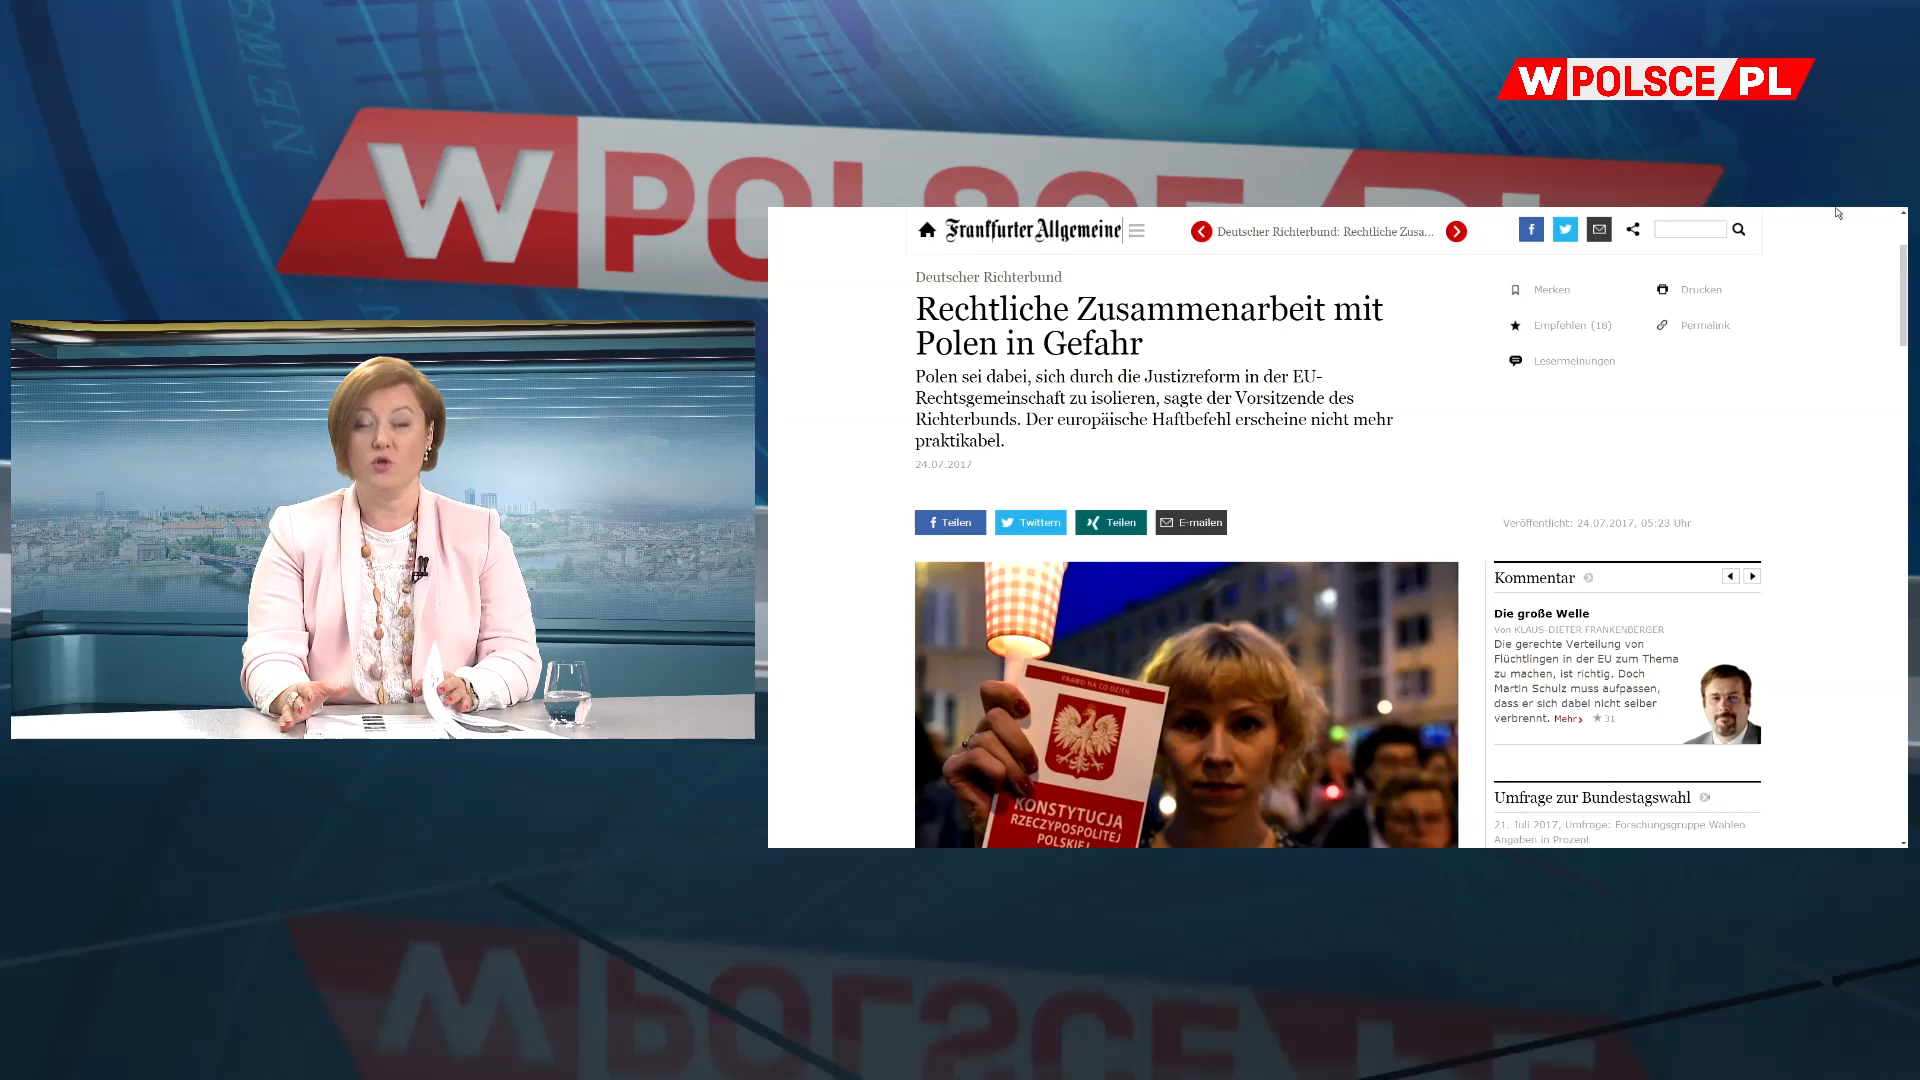 NEWS
W POLSCE / PL
W POLSCE PL
Frankfurter Allgemeine
Deutscher Richterbund: Rechtliche Zusa...
Deutscher Richterbund
Rechtliche Zusammenarbeit mit
Polen in Gefahr
Polen sei dabei, sich durch die Justizreform in der EU-
Rechtsgemeinschaft zu isolieren, sagte der Vorsitzende des
Richterbunds. Der europäische Haftbefehl erscheine nicht mehr
praktikabel.
24.07.2017
Merken
Drucken
Empfehlen (18)
Permalink
Lesermeinungen
Teilen
Twittern
Teilen
E-mailen
Veröffentlicht: 24.07.2017, 05:23 Uhr
PRAWO NA CO DZIEŃ
KONSTYTUCJA
RZECZYPOSPOLITEJ
POLSKIEJ
Kommentar
Die große Welle
Von KLAUS-DIETER FRANKENBERGER
Die gerechte Verteilung von
Flüchtlingen in der EU zum Thema
zu machen, ist richtig. Doch
Martin Schulz muss aufpassen,
dass er sich dabei nicht selber
verbrennt. Mehr 31
Umfrage zur Bundestagswahl
21. Juli 2017, Umfrage: Forschungsgruppe Wahlen
Angaben in Prozent